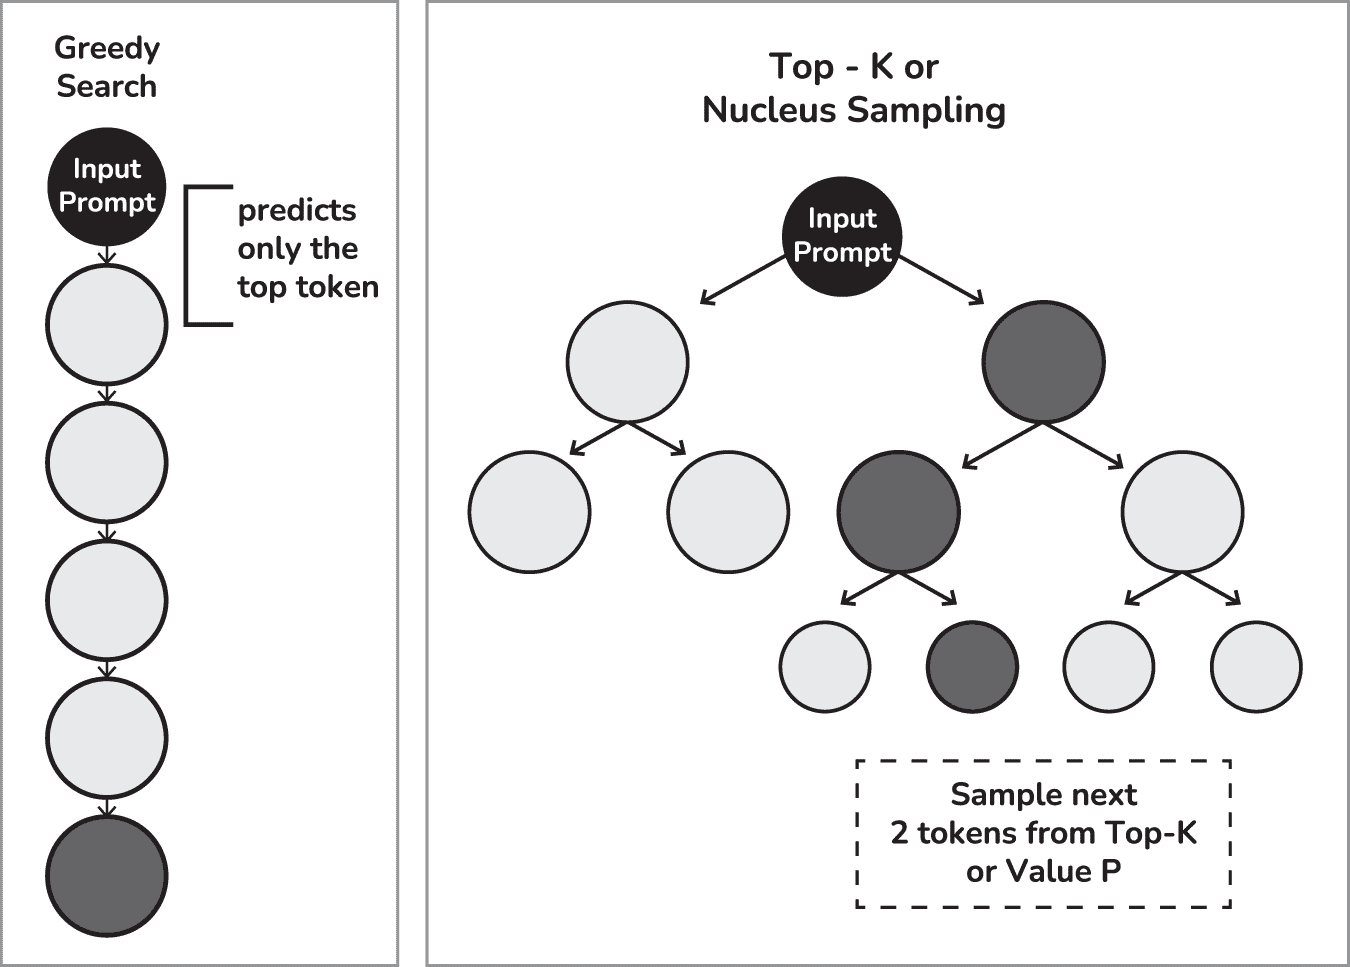 Greedy
Search
Input
Prompt
predicts
only the
top token
Top - K or
Nucleus Sampling
Input
Prompt
Sample next
2 tokens from Top-K
or Value P